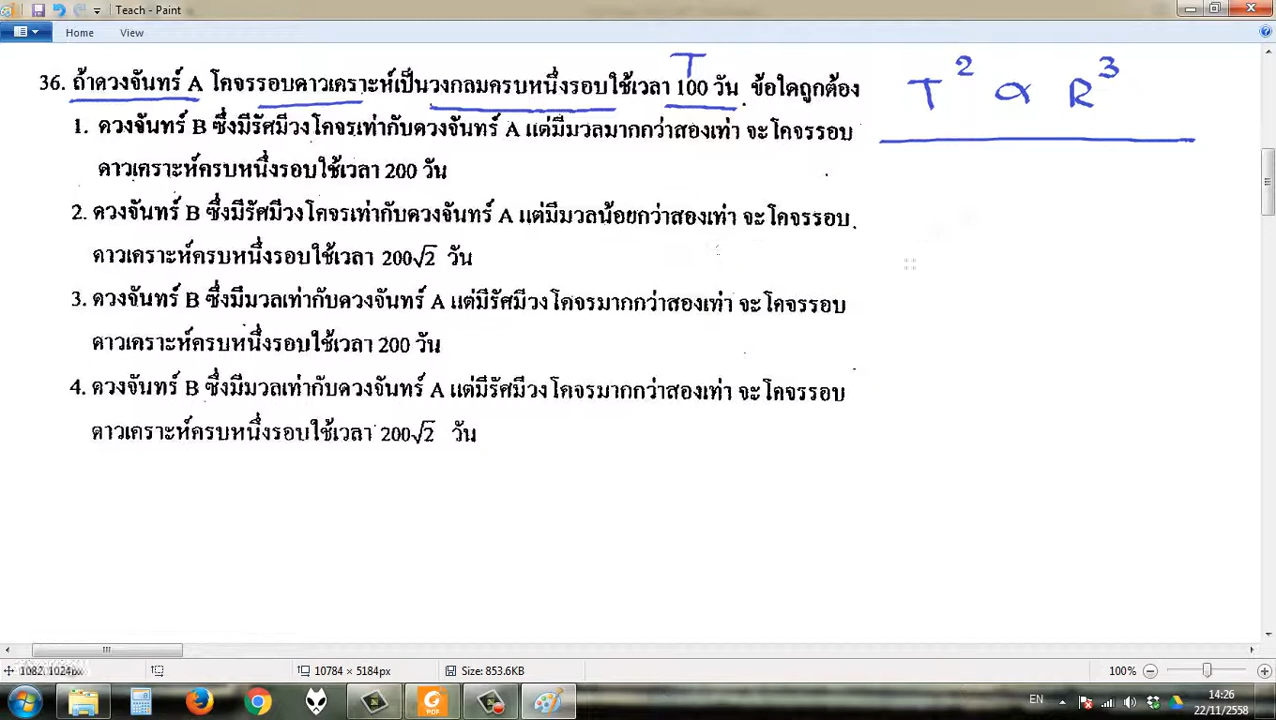 Teach - Paint
Home View
T
36. ถ้าดวงจันทร์ A โคจรรอบดาวเคราะห์เป็นวงกลมครบหนึ่งรอบใช้เวลา 100 วัน ข้อใดถูกต้อง
T² ∝ R³
1. ดวงจันทร์ B ซึ่งมีรัศมีวงโคจรเท่ากับดวงจันทร์ A แต่มีมวลมากกว่าสองเท่า จะโคจรรอบ
ดาวเคราะห์ครบหนึ่งรอบใช้เวลา 200 วัน
2. ดวงจันทร์ B ซึ่งมีรัศมีวงโคจรเท่ากับดวงจันทร์ A แต่มีมวลน้อยกว่าสองเท่า จะโคจรรอบ
ดาวเคราะห์ครบหนึ่งรอบใช้เวลา 200√2 วัน
3. ดวงจันทร์ B ซึ่งมีมวลเท่ากับดวงจันทร์ A แต่มีรัศมีวงโคจรมากกว่าสองเท่า จะโคจรรอบ
ดาวเคราะห์ครบหนึ่งรอบใช้เวลา 200 วัน
4. ดวงจันทร์ B ซึ่งมีมวลเท่ากับดวงจันทร์ A แต่มีรัศมีวงโคจรมากกว่าสองเท่า จะโคจรรอบ
ดาวเคราะห์ครบหนึ่งรอบใช้เวลา 200√2 วัน
1082, 1024px 10784 × 5184px Size: 853.6KB 100%
PDF EN 14:26
22/11/2558